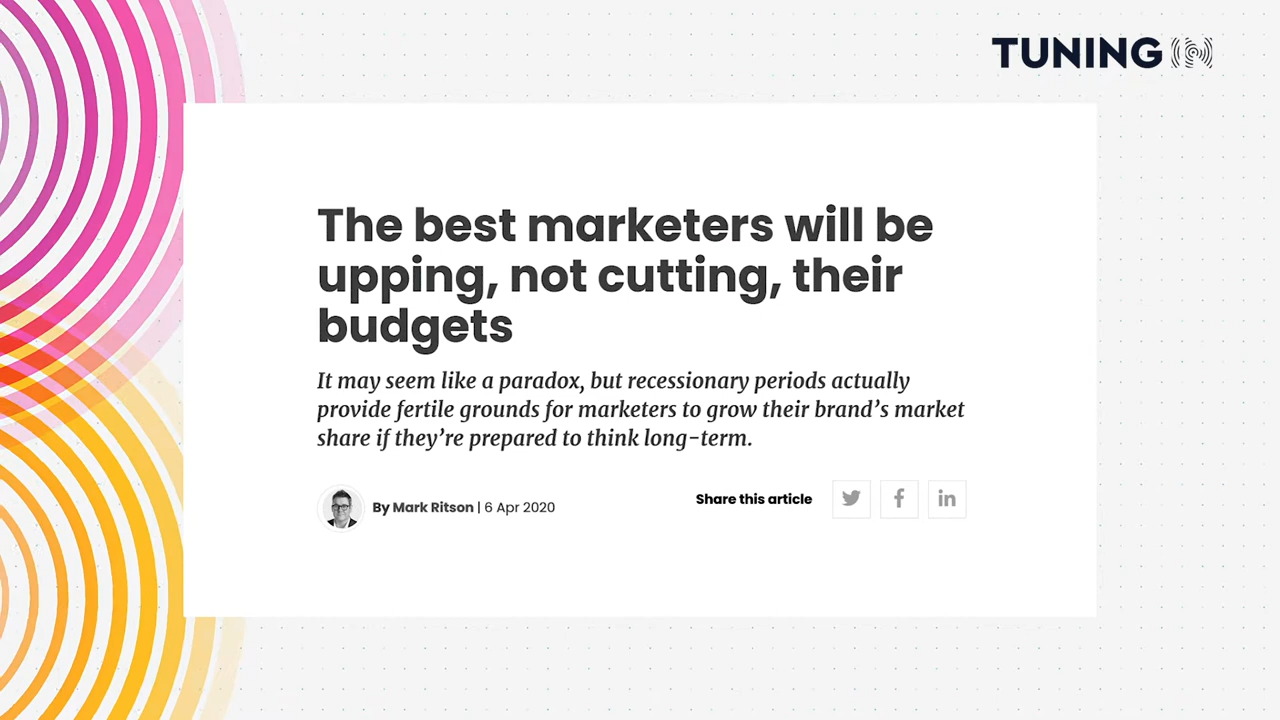 TUNING IN
The best marketers will be
upping, not cutting, their
budgets
It may seem like a paradox, but recessionary periods actually
provide fertile grounds for marketers to grow their brand's market
share if they're prepared to think long-term.
By Mark Ritson | 6 Apr 2020
Share this article